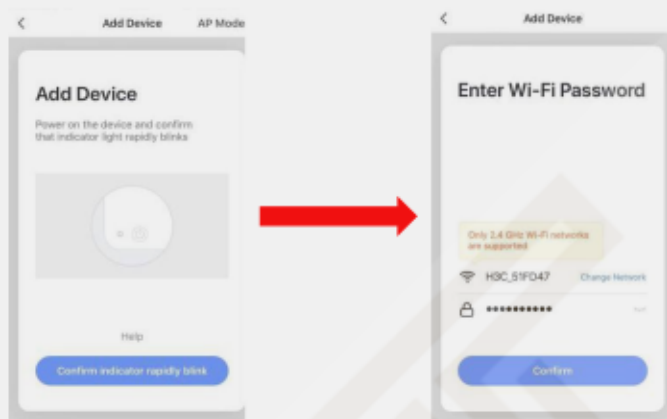 Add Device AP Mode
Add Device
Power on the device and confirm
that indicator light rapidly blinks
Help
Confirm indicator rapidly blink
Add Device
Enter Wi-Fi Password
Only 2.4 GHz Wi-Fi networks
are supported
H3C_51FD47 Change Network
••••••••••
Confirm